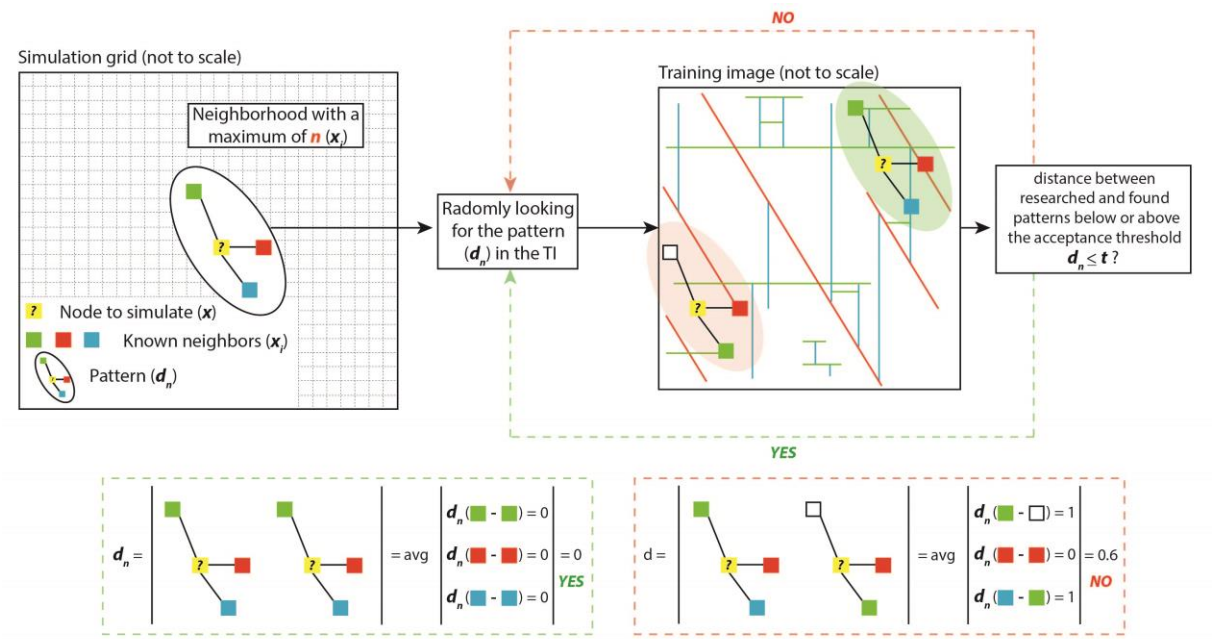 NO
Simulation grid (not to scale)
Training image (not to scale)
Neighborhood with a
maximum of n (xi)
Radomly looking
for the pattern
(dn) in the TI
distance between
researched and found
patterns below or above
the acceptance threshold
dn ≤ t ?
?
?
?
? Node to simulate (x)
Known neighbors (xi)
Pattern (dn)
YES
dn =
? ?
= avg
dn ( - ) = 0
dn ( - ) = 0
dn ( - ) = 0
= 0
YES
d =
? ?
= avg
dn ( - ) = 1
dn ( - ) = 0
dn ( - ) = 1
= 0.6
NO